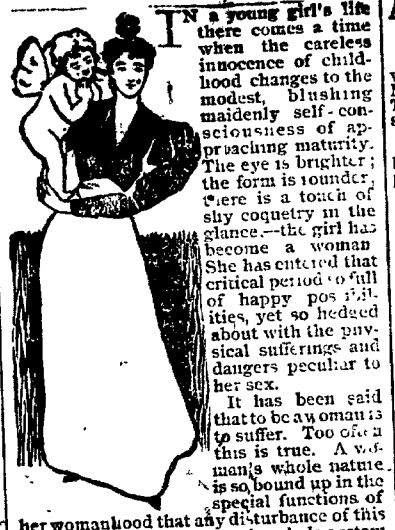 IN a young girl's life
there comes a time
when the careless
innocence of child-
hood changes to the
modest, blushing
maidenly self-con-
sciousness of ap-
proaching maturity.
The eye is brighter;
the form is rounder,
there is a touch of
shy coquetry in the
glance,—the girl has
become a woman
She has entered that
critical period so full
of happy possibil-
ities, yet so hedged
about with the phy-
sical sufferings and
dangers peculiar to
her sex.
It has been said
that to be a woman is
to suffer. Too often
this is true. A wo-
man's whole nature
is so bound up in the
special functions of
her womanhood that any disturbance of this